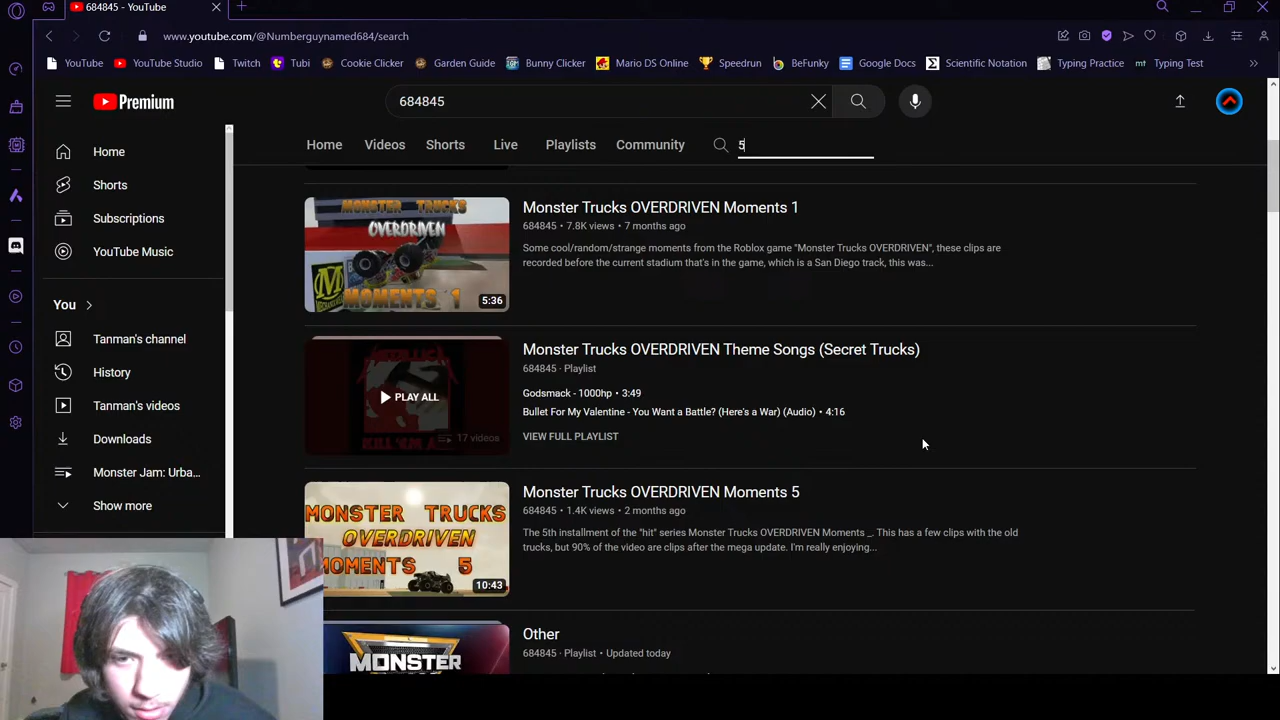 684845 - YouTube
www.youtube.com/@Numberguynamed684/search
YouTube YouTube Studio Twitch Tubi Cookie Clicker Garden Guide Bunny Clicker Mario DS Online Speedrun BeFunky Google Docs Scientific Notation Typing Practice mt Typing Test
Premium
684845
Home Videos Shorts Live Playlists Community 5
Home
Shorts
Subscriptions
YouTube Music
You
Tanman's channel
History
Tanman's videos
Downloads
Monster Jam: Urba...
Show more
MONSTER TRUCKS
OVERDRIVEN
MOMENTS 1
5:36
Monster Trucks OVERDRIVEN Moments 1
684845 • 7.8K views • 7 months ago
Some cool/random/strange moments from the Roblox game "Monster Trucks OVERDRIVEN", these clips are
recorded before the current stadium that's in the game, which is a San Diego track, this was...
METALLICA
PLAY ALL
KILL 'EM ALL
17 videos
Monster Trucks OVERDRIVEN Theme Songs (Secret Trucks)
684845 • Playlist
Godsmack - 1000hp • 3:49
Bullet For My Valentine - You Want a Battle? (Here's a War) (Audio) • 4:16
VIEW FULL PLAYLIST
MONSTER TRUCKS
OVERDRIVEN
MOMENTS 5
10:43
Monster Trucks OVERDRIVEN Moments 5
684845 • 1.4K views • 2 months ago
The 5th installment of the "hit" series Monster Trucks OVERDRIVEN Moments _. This has a few clips with the old
trucks, but 90% of the video are clips after the mega update. I'm really enjoying...
MONSTER
Other
684845 • Playlist • Updated today